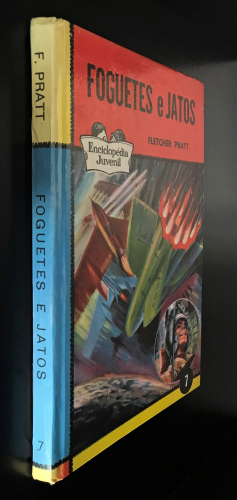 F. PRATT
FOGUETES E JATOS
7
FOGUETES e JATOS
FLETCHER PRATT
Enciclopédia
Juvenil
7